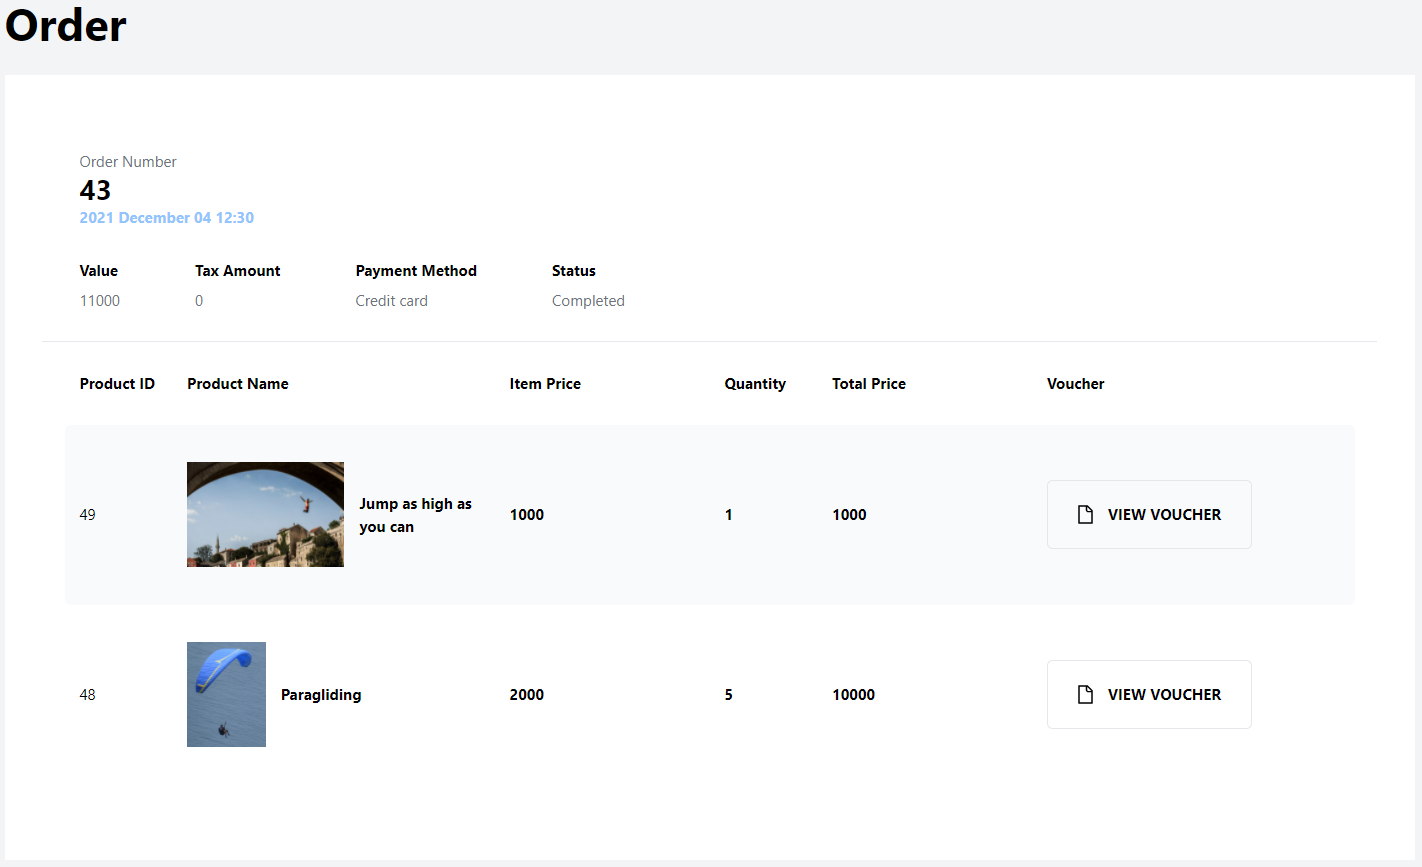 Order
Order Number
43
2021 December 04 12:30
Value Tax Amount Payment Method Status
11000 0 Credit card Completed
Product ID Product Name Item Price Quantity Total Price Voucher
49 Jump as high as you can 1000 1 1000 VIEW VOUCHER
48 Paragliding 2000 5 10000 VIEW VOUCHER